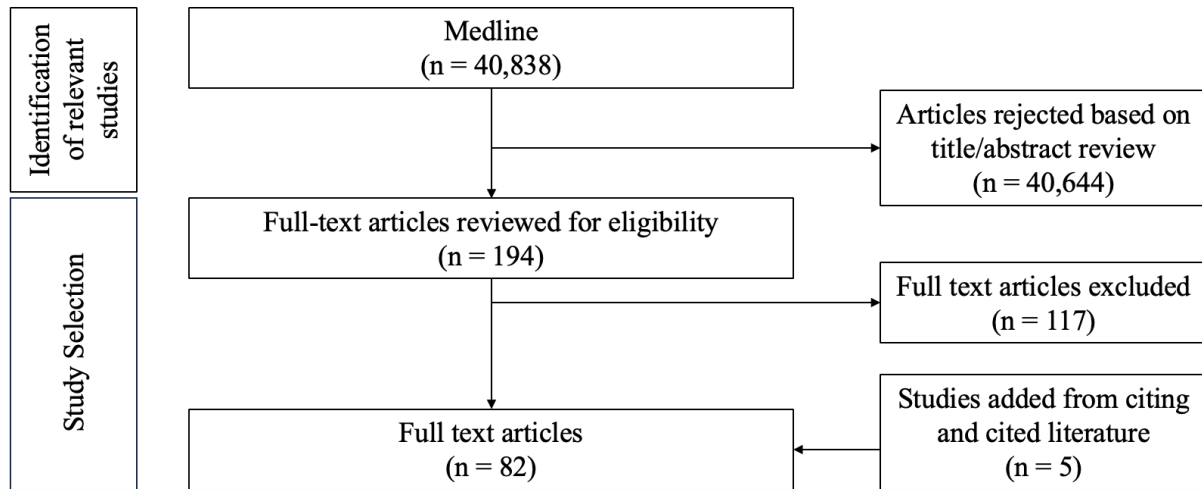 Identification
of relevant
studies
Medline
(n = 40,838)
Articles rejected based on
title/abstract review
(n = 40,644)
Study Selection
Full-text articles reviewed for eligibility
(n = 194)
Full text articles excluded
(n = 117)
Studies added from citing
and cited literature
(n = 5)
Full text articles
(n = 82)